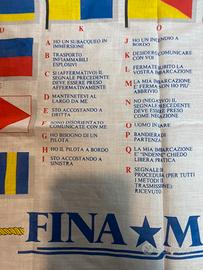 D
K
O
A HO UN SUBACQUEO IN
IMMERSIONE
B TRASPORTO
INFIAMMABILI
ESPLOSIVI
C SI (AFFERMATIVO) IL
SEGNALE PRECEDENTE
DEVE ESSERE PRESO
AFFERMATIVAMENTE
D MANTENETEVI AL
LARGO DA ME
E STO ACCOSTANDO A
DRITTA
F SONO DISORIENTATO
COMUNICATE CON ME
G HO BISOGNO DI UN
PILOTA
H HO IL PILOTA A BORDO
I STO ACCOSTANDO A
SINISTRA
J HO UN INCENDIO A
BORDO
K DESIDERO COMUNICARE
CON VOI
L FERMATE SUBITO LA
VOSTRA IMBARCAZIONE
M LA MIA IMBARCAZIONE
È FERMA NON HO PIÙ
ABRIVIO
N NO (NEGATIVO) IL
SEGNALE PRECEDENTE
DEVE ESSERE PRESO
COME NEGAZIONE
O UOMO IN MARE
P BANDIERA DI
PARTENZA
Q LA MIA IMBARCAZIONE
È "INDENNE" CHIEDO
LIBERA PRATICA
R SEGNALE DI
PROCEDURA (PER TUTTI
I METODI DI
TRASMISSIONE)
RICEVUTO
FINA ★ M